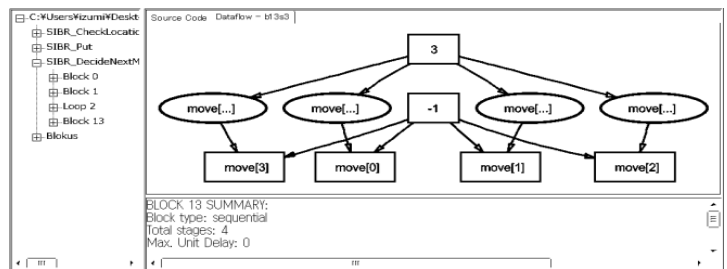 C:¥Users¥izumi¥Deskt
SIBR_CheckLocatic
SIBR_Put
SIBR_DecideNextM
Block 0
Block 1
Loop 2
Block 13
Blokus
Source Code Dataflow - b13s3
3
move[...] move[...] -1 move[...] move[...]
move[3] move[0] move[1] move[2]
BLOCK 13 SUMMARY:
Block type: sequential
Total stages: 4
Max. Unit Delay: 0